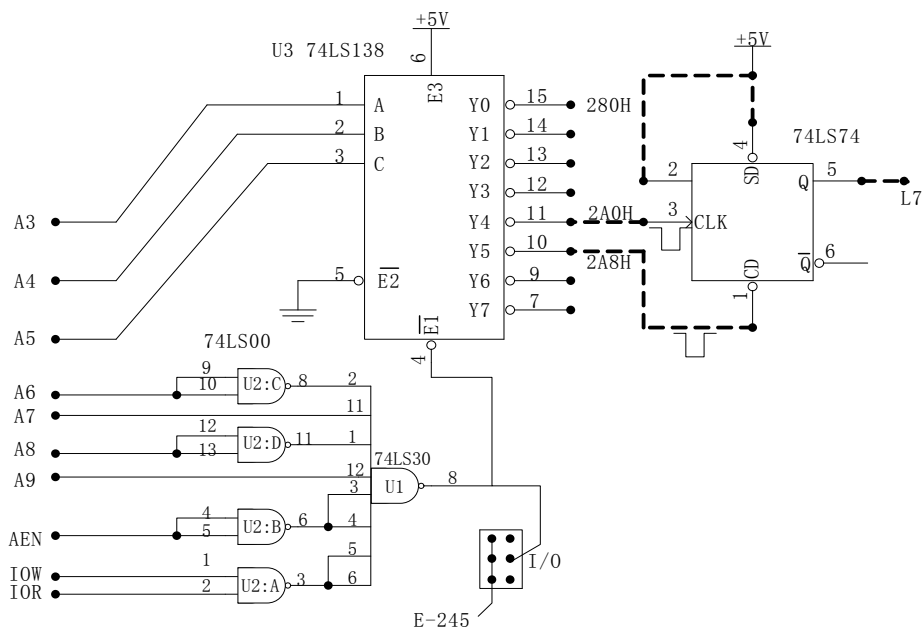 +5V
U3 74LS138
6
E3
+5V
1 A
2 B
3 C
Y0 15 280H
Y1 14
Y2 13
Y3 12
Y4 11 2A0H
Y5 10 2A8H
Y6 9
Y7 7
74LS74
4
SD
2
Q 5
L7
3 CLK
Q 6
CD
1
A3
A4
5 E2
A5
E1
4
74LS00
A6 9 10 U2:C 8 2
A7 11
A8 12 13 U2:D 11 1
74LS30
A9 12
3
U1 8
AEN 4 5 U2:B 6 4
5
IOW 1
IOR 2 U2:A 3 6
I/O
E-245